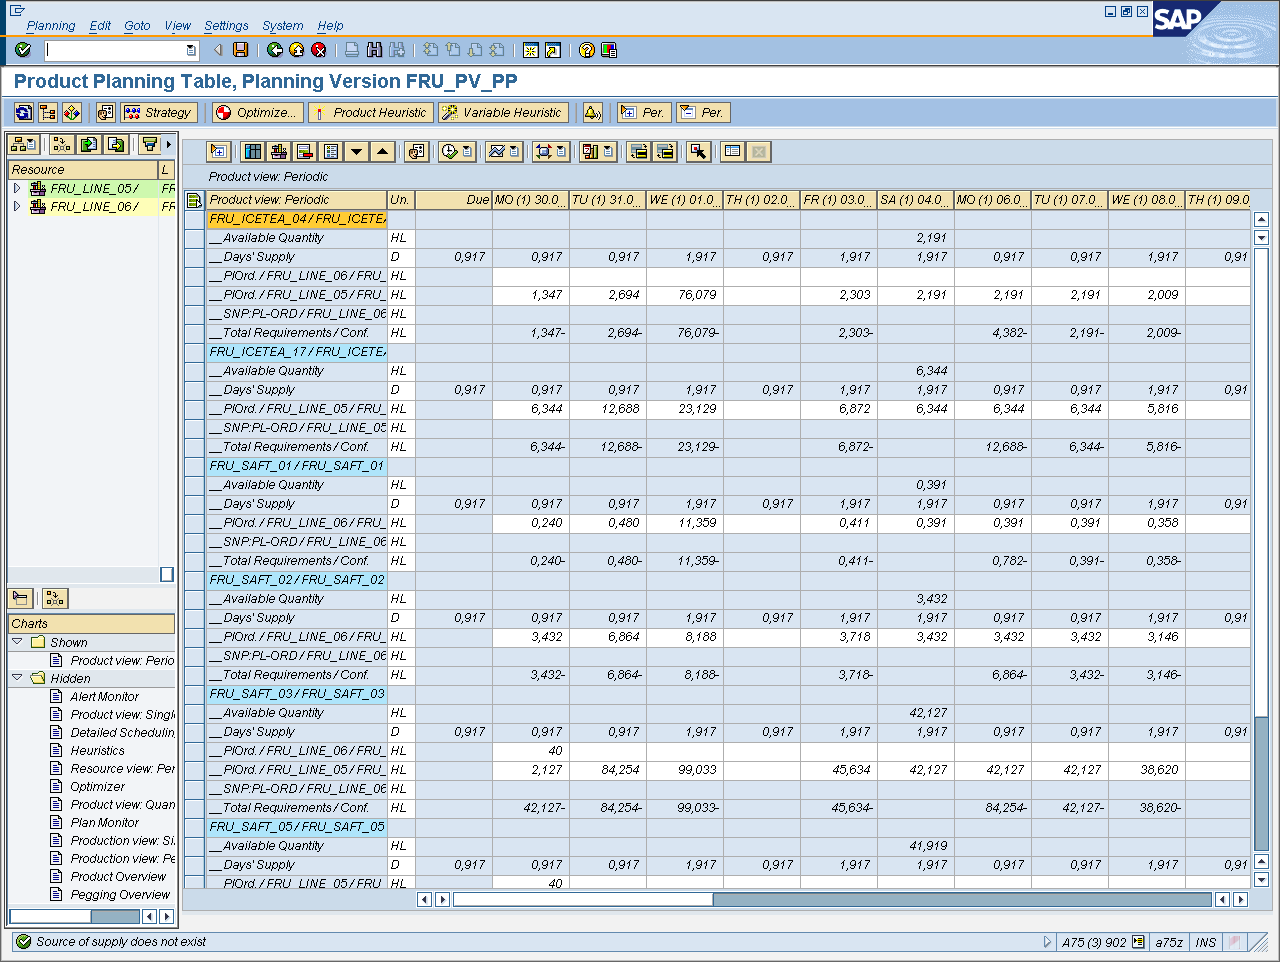 Planning Edit Goto View Settings System Help
SAP
Product Planning Table, Planning Version FRU_PV_PP
Strategy Optimize... Product Heuristic Variable Heuristic Per. Per.
Resource L
FRU_LINE_05/ FR
FRU_LINE_06/ FR
Charts
Shown
Product view: Perio
Hidden
Alert Monitor
Product view: Singl
Detailed Schedulin
Heuristics
Resource view: Per
Optimizer
Product view: Quan
Plan Monitor
Production view: Si
Production view: Pe
Product Overview
Pegging Overview
Product view: Periodic
Product view: Periodic Un. Due MO (1) 30.0... TU (1) 31.0... WE (1) 01.0... TH (1) 02.0... FR (1) 03.0... SA (1) 04.0... MO (1) 06.0... TU (1) 07.0... WE (1) 08.0... TH (1) 09.0
FRU_ICETEA_04 / FRU_ICETEA
__Available Quantity HL 2,191
__Days' Supply D 0,917 0,917 0,917 1,917 0,917 1,917 1,917 0,917 0,917 1,917 0,91
__PlOrd. / FRU_LINE_06 / FRU_ HL
__PlOrd. / FRU_LINE_05 / FRU_ HL 1,347 2,694 76,079 2,303 2,191 2,191 2,191 2,009
__SNP:PL-ORD / FRU_LINE_06 HL
__Total Requirements / Conf. HL 1,347- 2,694- 76,079- 2,303- 4,382- 2,191- 2,009-
FRU_ICETEA_17 / FRU_ICETEA
__Available Quantity HL 6,344
__Days' Supply D 0,917 0,917 0,917 1,917 0,917 1,917 1,917 0,917 0,917 1,917 0,91
__PlOrd. / FRU_LINE_05 / FRU_ HL 6,344 12,688 23,129 6,872 6,344 6,344 6,344 5,816
__SNP:PL-ORD / FRU_LINE_05 HL
__Total Requirements / Conf. HL 6,344- 12,688- 23,129- 6,872- 12,688- 6,344- 5,816-
FRU_SAFT_01 / FRU_SAFT_01
__Available Quantity HL 0,391
__Days' Supply D 0,917 0,917 0,917 1,917 0,917 1,917 1,917 0,917 0,917 1,917 0,91
__PlOrd. / FRU_LINE_06 / FRU_ HL 0,240 0,480 11,359 0,411 0,391 0,391 0,391 0,358
__SNP:PL-ORD / FRU_LINE_06 HL
__Total Requirements / Conf. HL 0,240- 0,480- 11,359- 0,411- 0,782- 0,391- 0,358-
FRU_SAFT_02 / FRU_SAFT_02
__Available Quantity HL 3,432
__Days' Supply D 0,917 0,917 0,917 1,917 0,917 1,917 1,917 0,917 0,917 1,917 0,91
__PlOrd. / FRU_LINE_06 / FRU_ HL 3,432 6,864 8,188 3,718 3,432 3,432 3,432 3,146
__SNP:PL-ORD / FRU_LINE_06 HL
__Total Requirements / Conf. HL 3,432- 6,864- 8,188- 3,718- 6,864- 3,432- 3,146-
FRU_SAFT_03 / FRU_SAFT_03
__Available Quantity HL 42,127
__Days' Supply D 0,917 0,917 0,917 1,917 0,917 1,917 1,917 0,917 0,917 1,917 0,91
__PlOrd. / FRU_LINE_06 / FRU_ HL 40
__PlOrd. / FRU_LINE_05 / FRU_ HL 2,127 84,254 99,033 45,634 42,127 42,127 42,127 38,620
__SNP:PL-ORD / FRU_LINE_06 HL
__Total Requirements / Conf. HL 42,127- 84,254- 99,033- 45,634- 84,254- 42,127- 38,620-
FRU_SAFT_05 / FRU_SAFT_05
__Available Quantity HL 41,919
__Days' Supply D 0,917 0,917 0,917 1,917 0,917 1,917 1,917 0,917 0,917 1,917 0,91
__PlOrd. / FRU_LINE_05 / FRU_ HL 40
Source of supply does not exist A75 (3) 902 a75z INS